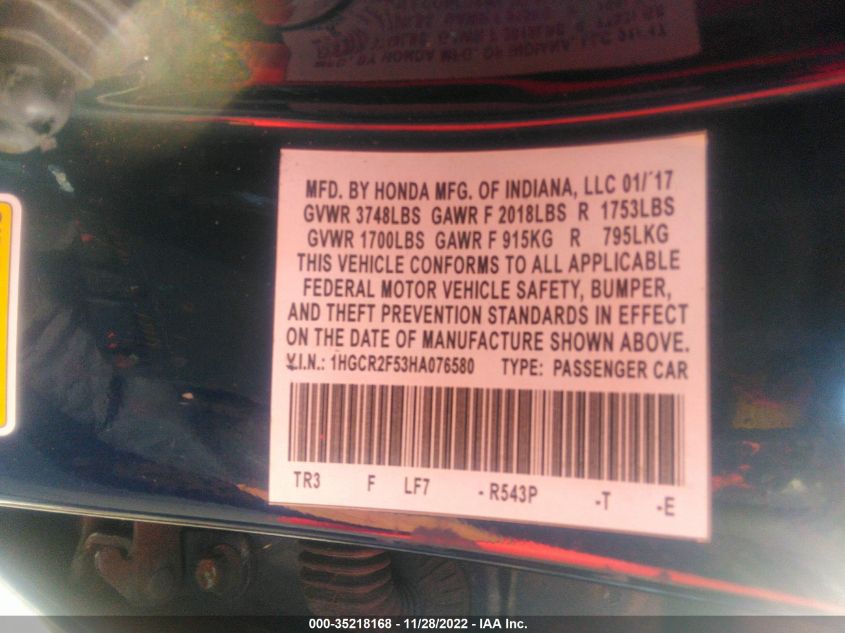 MFD. BY HONDA MFG. OF INDIANA, LLC 01/'17
GVWR 3748LBS GAWR F 2018LBS R 1753LBS
GVWR 1700LBS GAWR F 915KG R 795LKG
THIS VEHICLE CONFORMS TO ALL APPLICABLE
FEDERAL MOTOR VEHICLE SAFETY, BUMPER,
AND THEFT PREVENTION STANDARDS IN EFFECT
ON THE DATE OF MANUFACTURE SHOWN ABOVE.
V.I.N.: 1HGCR2F53HA076580 TYPE: PASSENGER CAR
TR3 F LF7 - R543P -T -E
000-35218168 - 11/28/2022 - IAA Inc.